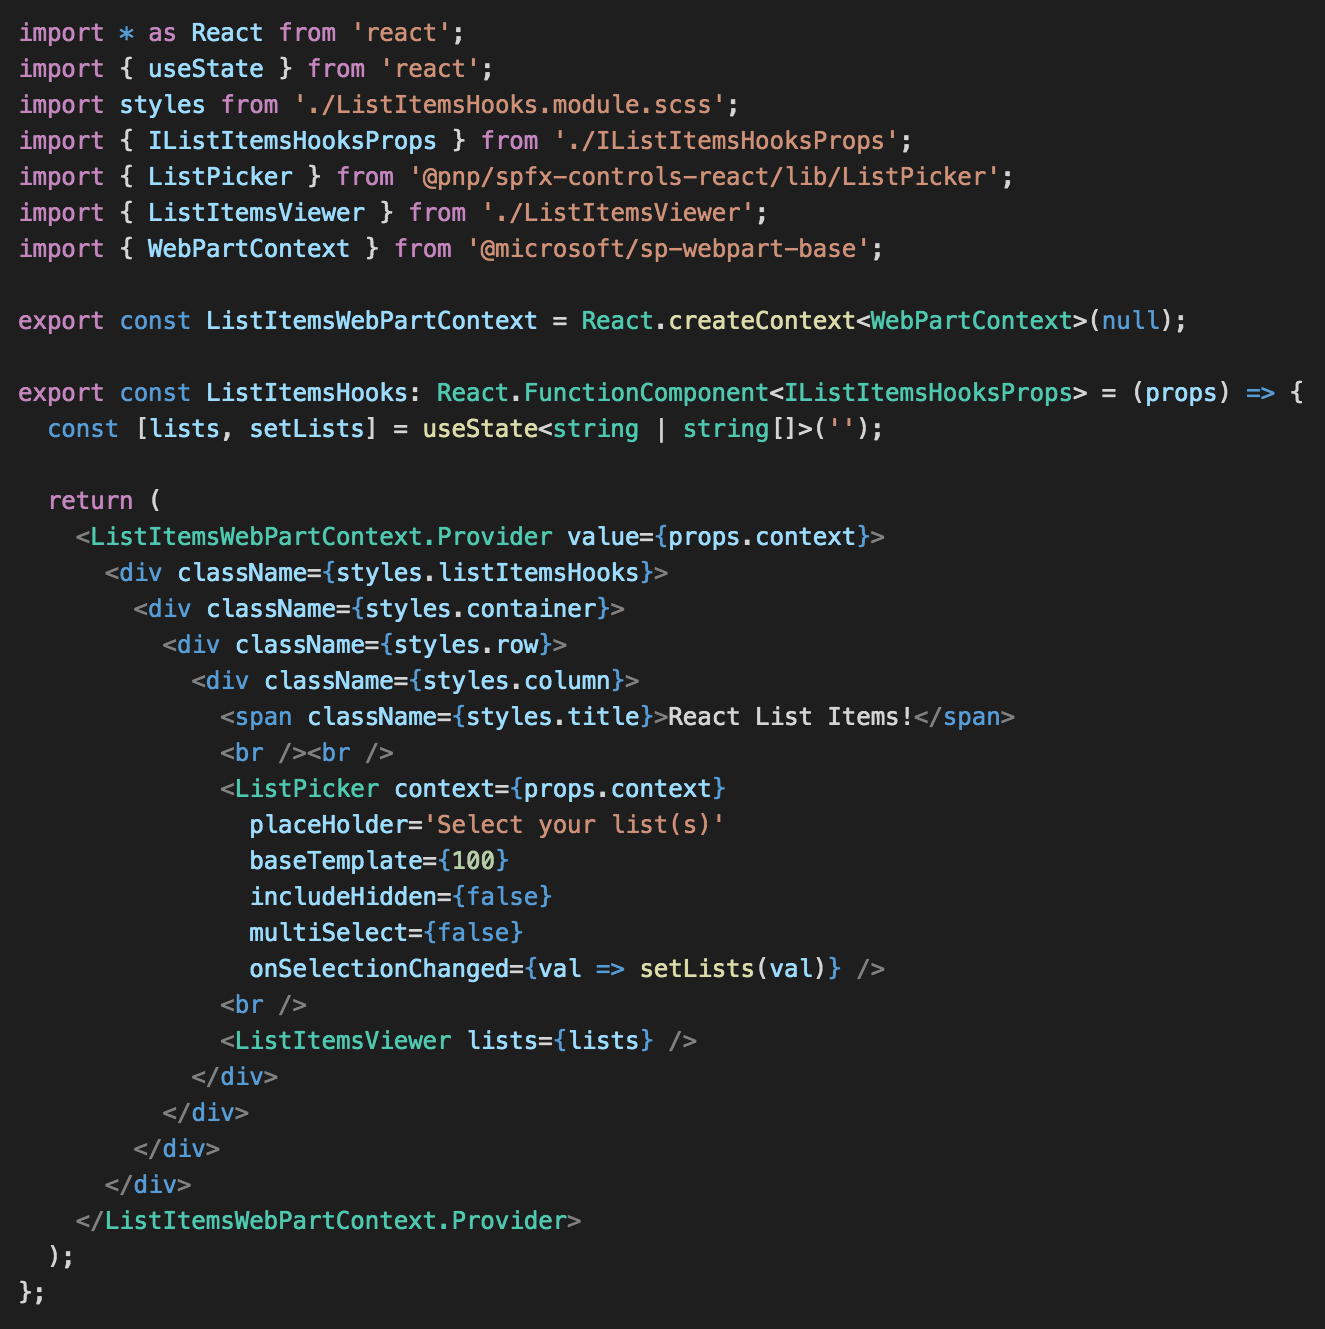 import * as React from 'react';
import { useState } from 'react';
import styles from './ListItemsHooks.module.scss';
import { IListItemsHooksProps } from './IListItemsHooksProps';
import { ListPicker } from '@pnp/spfx-controls-react/lib/ListPicker';
import { ListItemsViewer } from './ListItemsViewer';
import { WebPartContext } from '@microsoft/sp-webpart-base';

export const ListItemsWebPartContext = React.createContext<WebPartContext>(null);

export const ListItemsHooks: React.FunctionComponent<IListItemsHooksProps> = (props) => {
  const [lists, setLists] = useState<string | string[]>('');

  return (
    <ListItemsWebPartContext.Provider value={props.context}>
      <div className={styles.listItemsHooks}>
        <div className={styles.container}>
          <div className={styles.row}>
            <div className={styles.column}>
              <span className={styles.title}>React List Items!</span>
              <br /><br />
              <ListPicker context={props.context}
                placeHolder='Select your list(s)'
                baseTemplate={100}
                includeHidden={false}
                multiSelect={false}
                onSelectionChanged={val => setLists(val)} />
              <br />
              <ListItemsViewer lists={lists} />
            </div>
          </div>
        </div>
      </div>
    </ListItemsWebPartContext.Provider>
  );
};